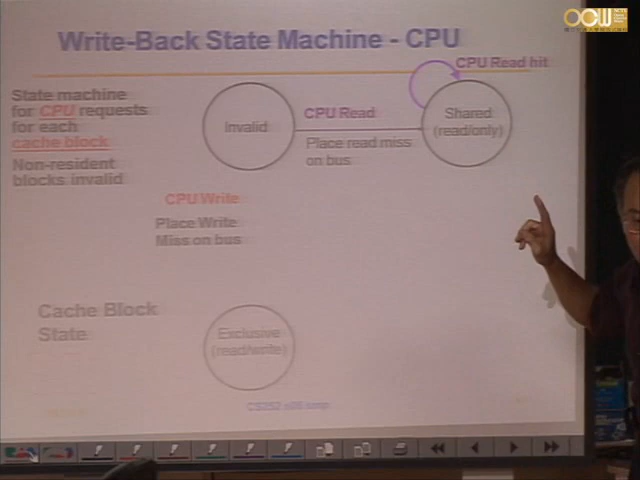 Write-Back State Machine - CPU
CPU Read hit
State machine
for CPU requests
for each
cache block
Non-resident
blocks invalid
Invalid
CPU Read
Place read miss
on bus
Shared
(read/only)
CPU Write
Place Write
Miss on bus
Cache Block
State
Exclusive
(read/write)